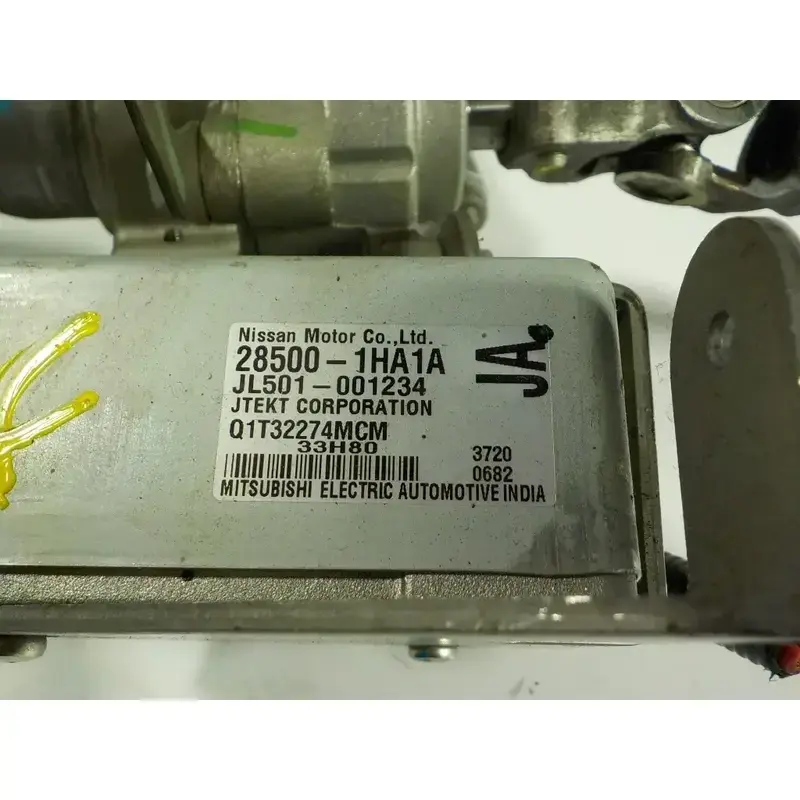 Nissan Motor Co.,Ltd.
28500-1HA1A
JL501-001234
JTEKT CORPORATION
Q1T32274MCM
33H80
3720
0682
MITSUBISHI ELECTRIC AUTOMOTIVE INDIA
JA